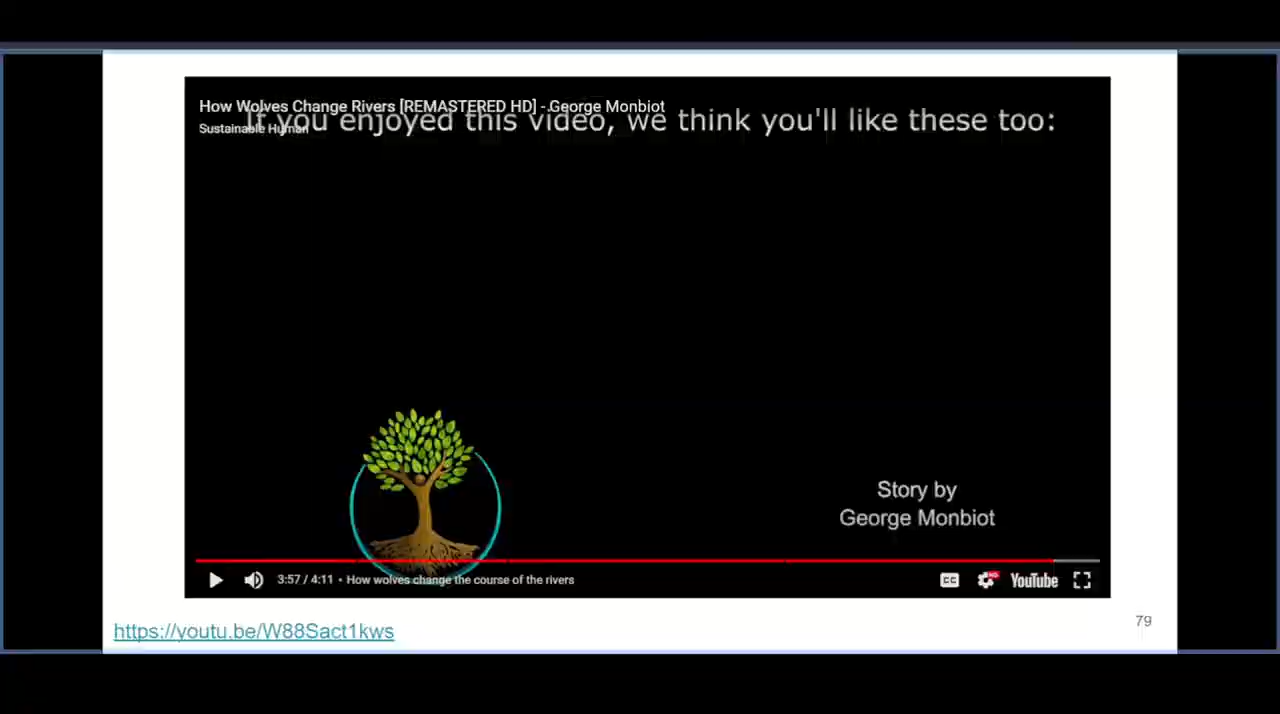 How Wolves Change Rivers [REMASTERED HD] - George Monbiot
If you enjoyed this video, we think you'll like these too:
Sustainable Human
Story by
George Monbiot
3:57 / 4:11 • How wolves change the course of the rivers
CC
HD
YouTube
https://youtu.be/W88Sact1kws
79